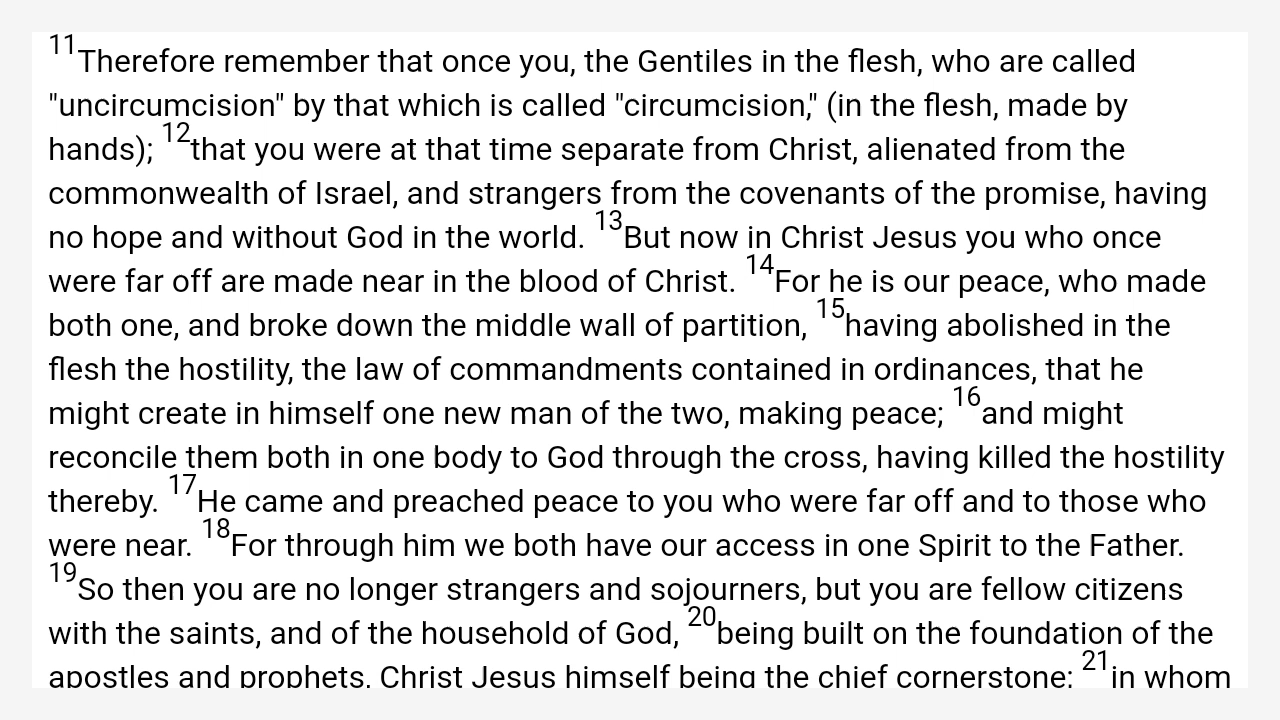 11Therefore remember that once you, the Gentiles in the flesh, who are called
"uncircumcision" by that which is called "circumcision," (in the flesh, made by
hands); 12that you were at that time separate from Christ, alienated from the
commonwealth of Israel, and strangers from the covenants of the promise, having
no hope and without God in the world. 13But now in Christ Jesus you who once
were far off are made near in the blood of Christ. 14For he is our peace, who made
both one, and broke down the middle wall of partition, 15having abolished in the
flesh the hostility, the law of commandments contained in ordinances, that he
might create in himself one new man of the two, making peace; 16and might
reconcile them both in one body to God through the cross, having killed the hostility
thereby. 17He came and preached peace to you who were far off and to those who
were near. 18For through him we both have our access in one Spirit to the Father.
19So then you are no longer strangers and sojourners, but you are fellow citizens
with the saints, and of the household of God, 20being built on the foundation of the
apostles and prophets, Christ Jesus himself being the chief cornerstone; 21in whom